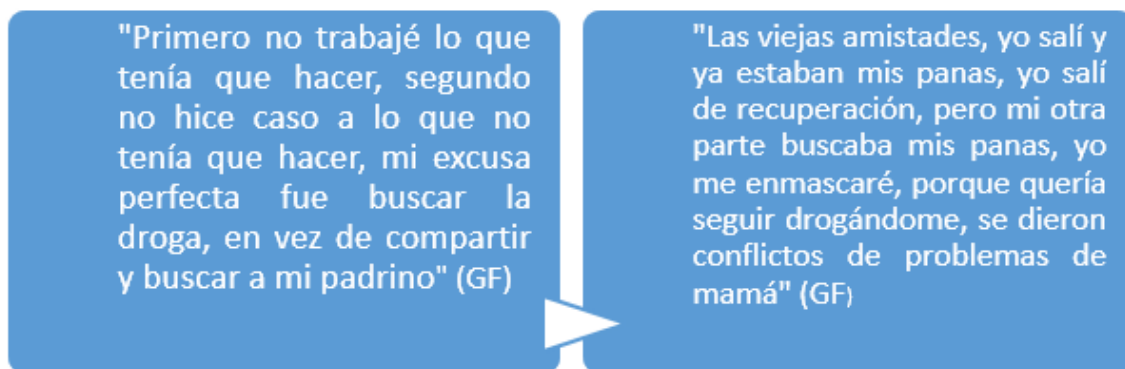 "Primero no trabajé lo que
tenía que hacer, segundo
no hice caso a lo que no
tenía que hacer, mi excusa
perfecta fue buscar la
droga, en vez de compartir
y buscar a mi padrino" (GF)
"Las viejas amistades, yo salí y
ya estaban mis panas, yo salí
de recuperación, pero mi otra
parte buscaba mis panas, yo
me enmascaré, porque quería
seguir drogándome, se dieron
conflictos de problemas de
mamá" (GF)